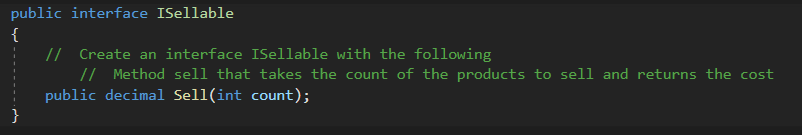 public interface ISellable
{
//  Create an interface ISellable with the following
//  Method sell that takes the count of the products to sell and returns the cost
public decimal Sell(int count);
}